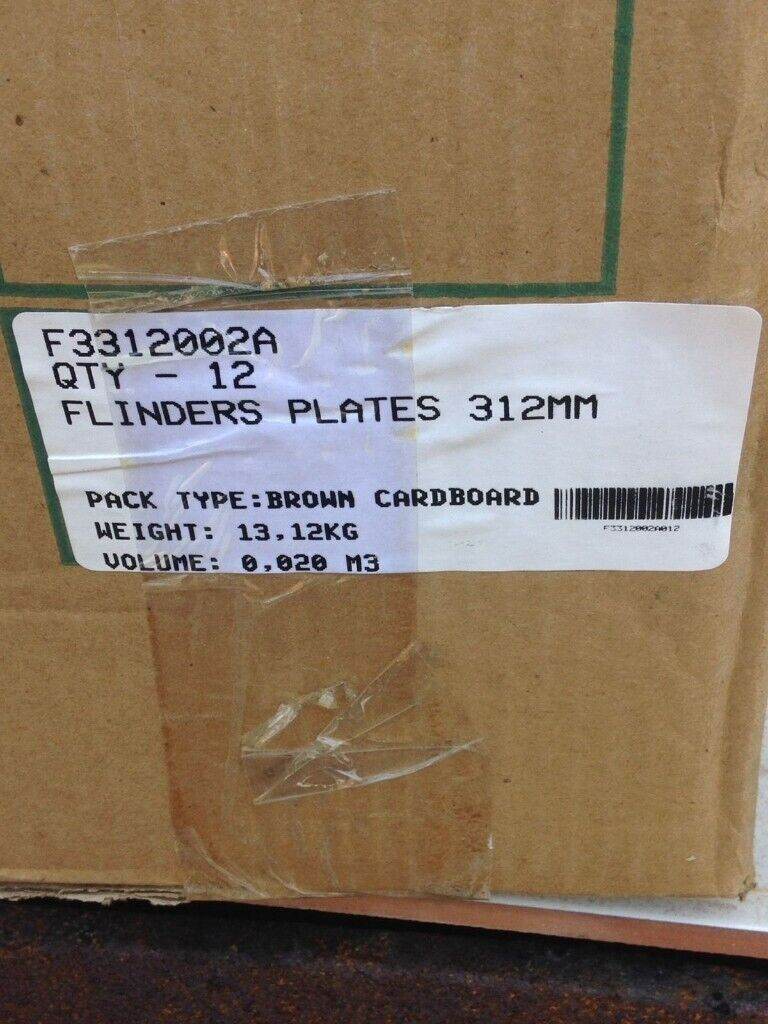 F3312002A
QTY - 12
FLINDERS PLATES 312MM
PACK TYPE:BROWN CARDBOARD
F3312002A012
WEIGHT: 13,12KG
VOLUME: 0,020 M3